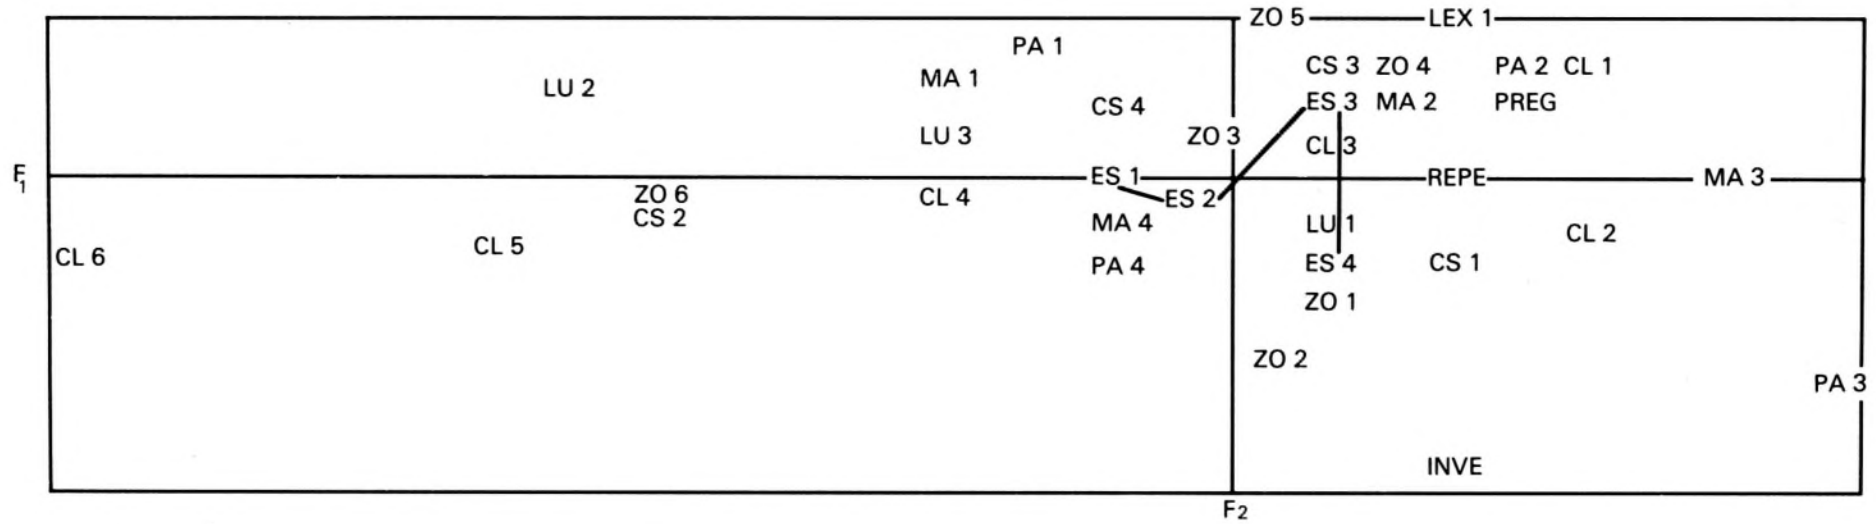 ZO 5 LEX 1
PA 1
CS 3 ZO 4 PA 2 CL 1
MA 1
LU 2
ES 3 MA 2 PREG
CS 4
LU 3 ZO 3
CL 3
F1 ES 1 REPE MA 3
ZO 6 CL 4 ES 2
CS 2 MA 4 LU 1
CL 2
CL 5
CL 6 PA 4 ES 4 CS 1
ZO 1
ZO 2
PA 3
INVE
F2